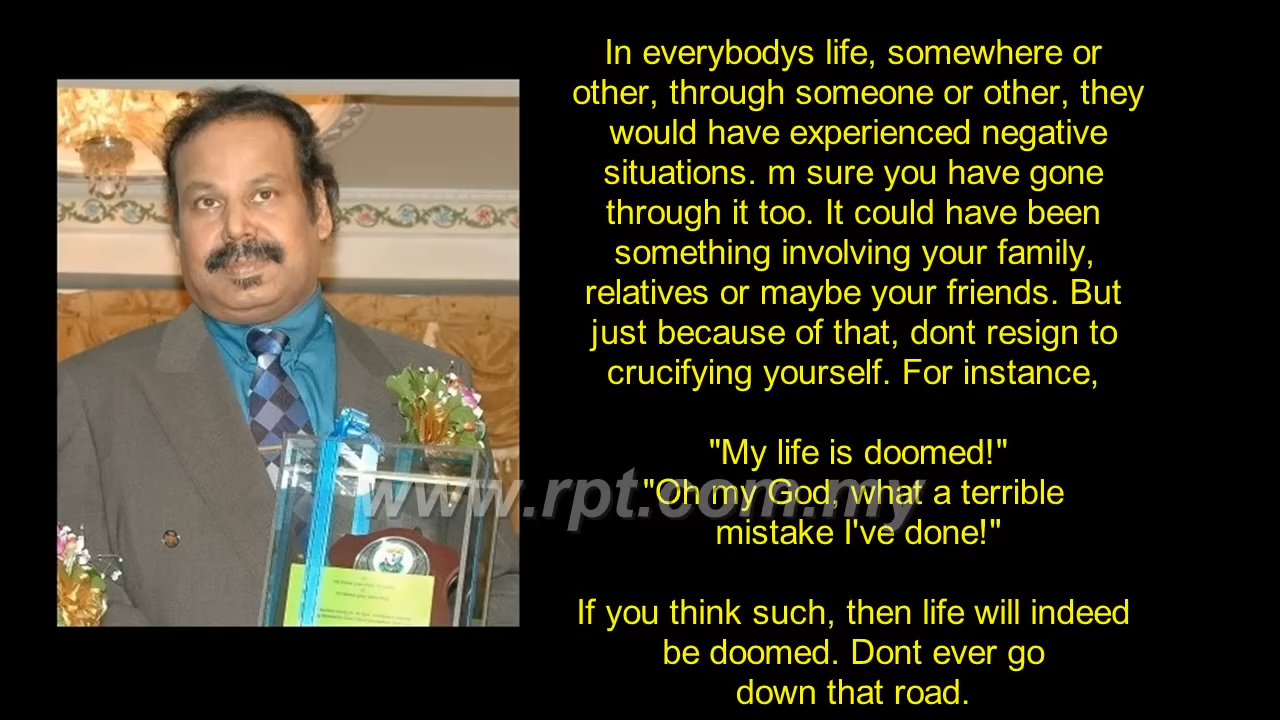 In everybodys life, somewhere or
other, through someone or other, they
would have experienced negative
situations. m sure you have gone
through it too. It could have been
something involving your family,
relatives or maybe your friends. But
just because of that, dont resign to
crucifying yourself. For instance,
"My life is doomed!"
"Oh my God, what a terrible
mistake I've done!"
If you think such, then life will indeed
be doomed. Dont ever go
down that road.
www.rpt.com.my